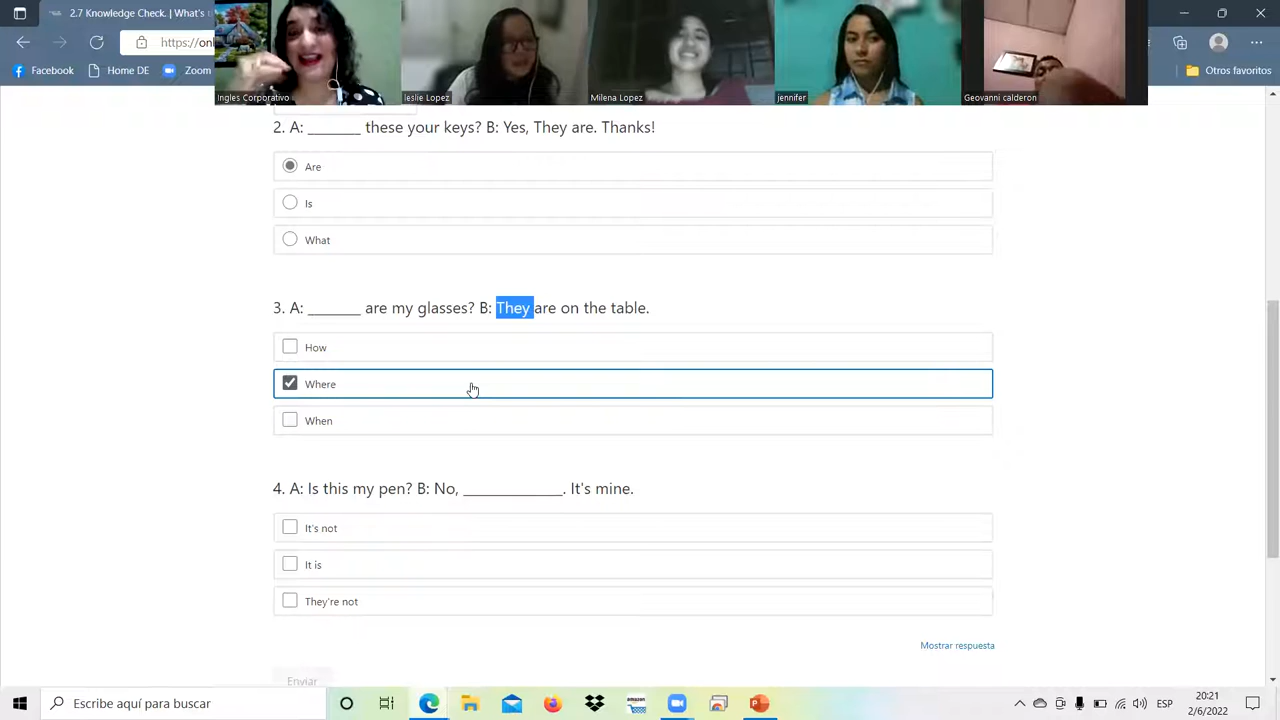 2.7 Knowledge Check. | What's
https://onl
Facebook
Home DE
Zoom
Otros favoritos
Ingles Corporativo
leslie Lopez
Milena Lopez
jennifer
Geovanni calderon
2. A: _______ these your keys? B: Yes, They are. Thanks!
Are
Is
What
3. A: _______ are my glasses? B: They are on the table.
How
Where
When
4. A: Is this my pen? B: No, _____________. It's mine.
It's not
It is
They're not
Mostrar respuesta
Enviar
Escribe aquí para buscar
amazon
ESP
20:21
2/6/2022